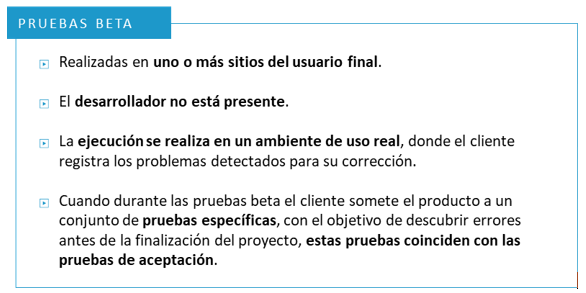 PRUEBAS BETA
Realizadas en uno o más sitios del usuario final.
El desarrollador no está presente.
La ejecución se realiza en un ambiente de uso real, donde el cliente
registra los problemas detectados para su corrección.
Cuando durante las pruebas beta el cliente somete el producto a un
conjunto de pruebas específicas, con el objetivo de descubrir errores
antes de la finalización del proyecto, estas pruebas coinciden con las
pruebas de aceptación.